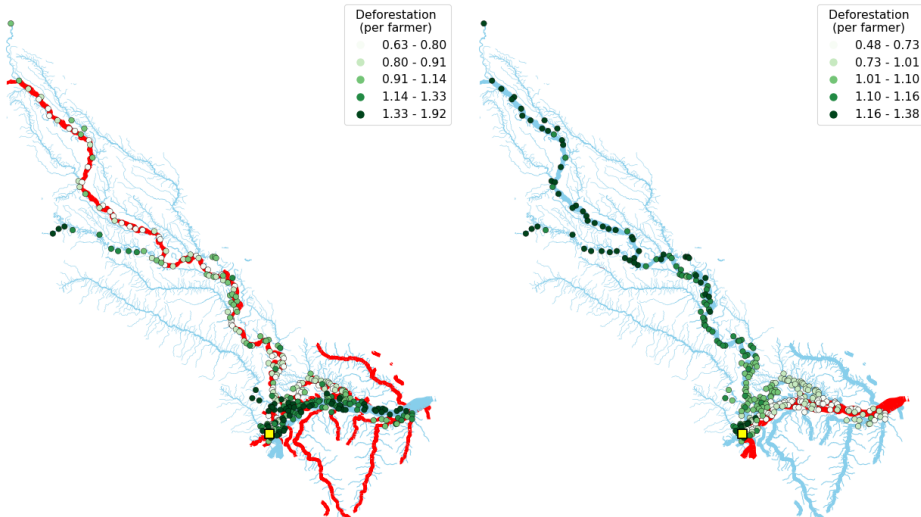 Deforestation
(per farmer)
0.63 - 0.80
0.80 - 0.91
0.91 - 1.14
1.14 - 1.33
1.33 - 1.92
Deforestation
(per farmer)
0.48 - 0.73
0.73 - 1.01
1.01 - 1.10
1.10 - 1.16
1.16 - 1.38